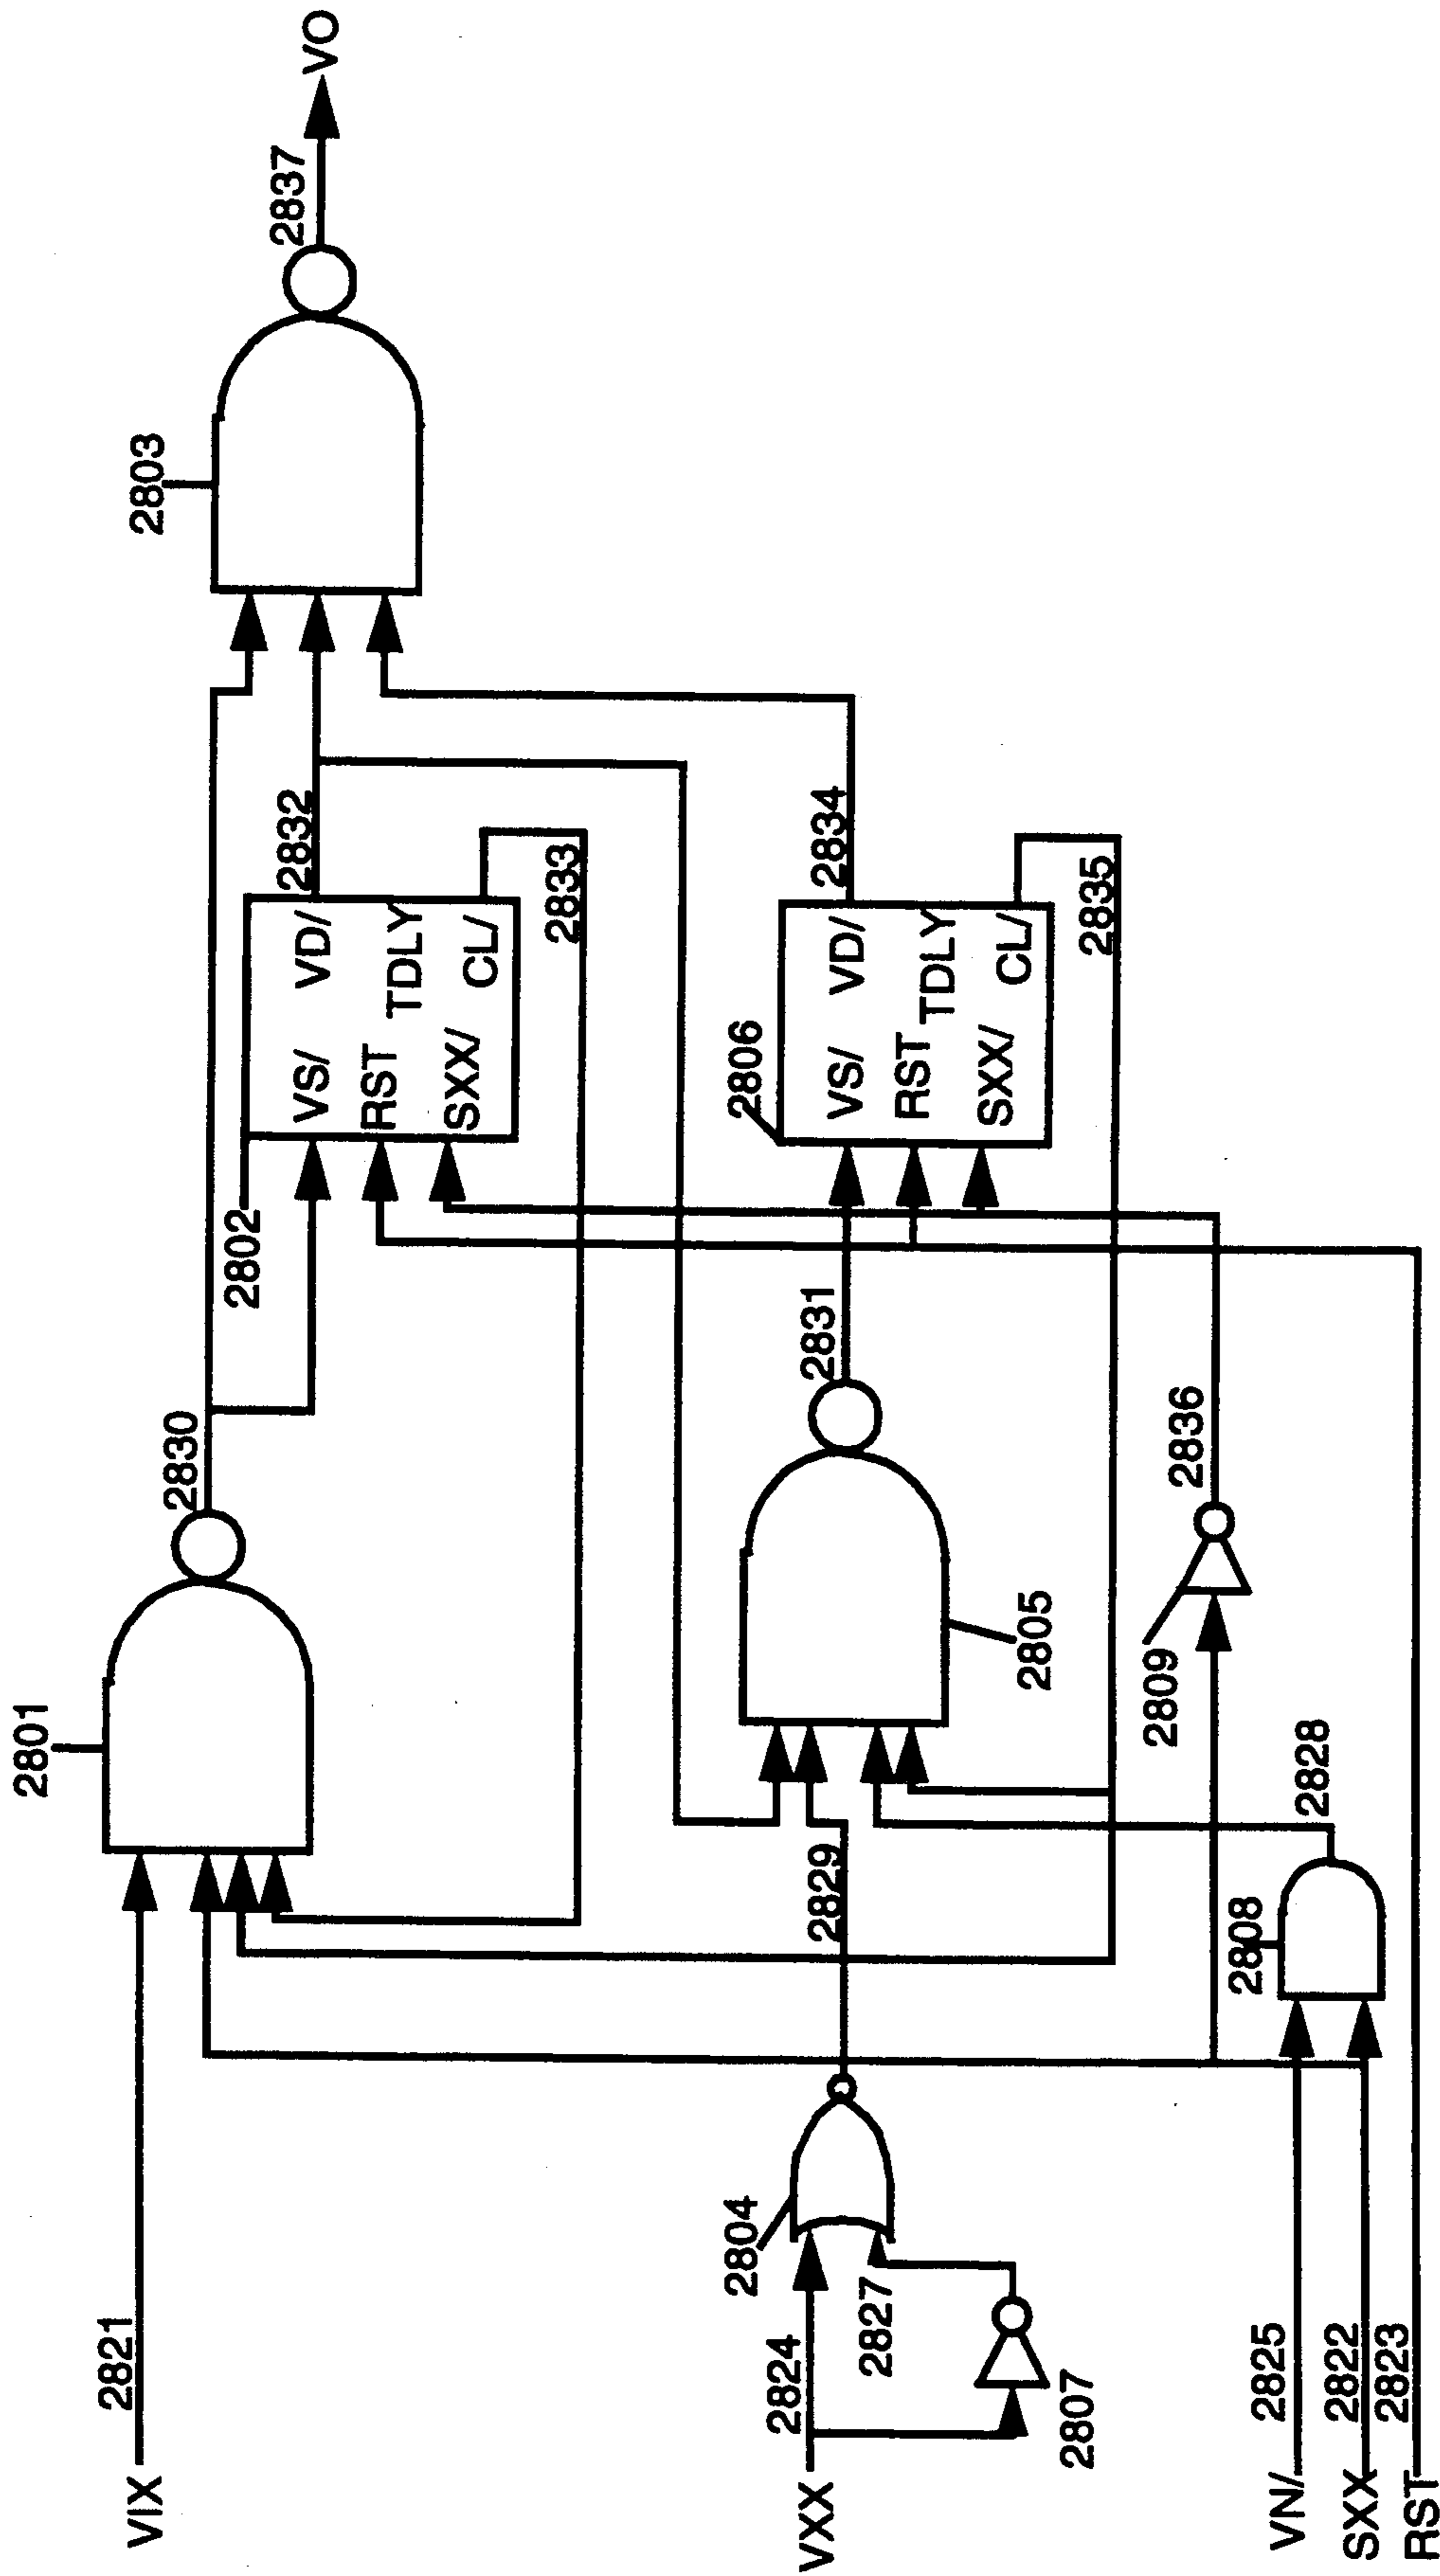 2801
2830
2803
2837
VO
VIX
2821
2802
VS/ VD/
RST
TDLY
SXX/ CL/
2832
2833
2806
VS/ VD/
RST
TDLY
SXX/ CL/
2834
2835
2831
2805
2829
2804
VXX
2824
2827
2807
2809
2836
2808
2828
VN/
2825
SXX
2822
RST
2823